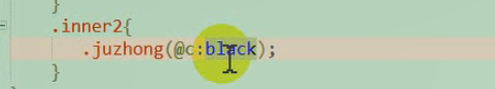 }
.inner2{
.juzhong(@c:black);
}